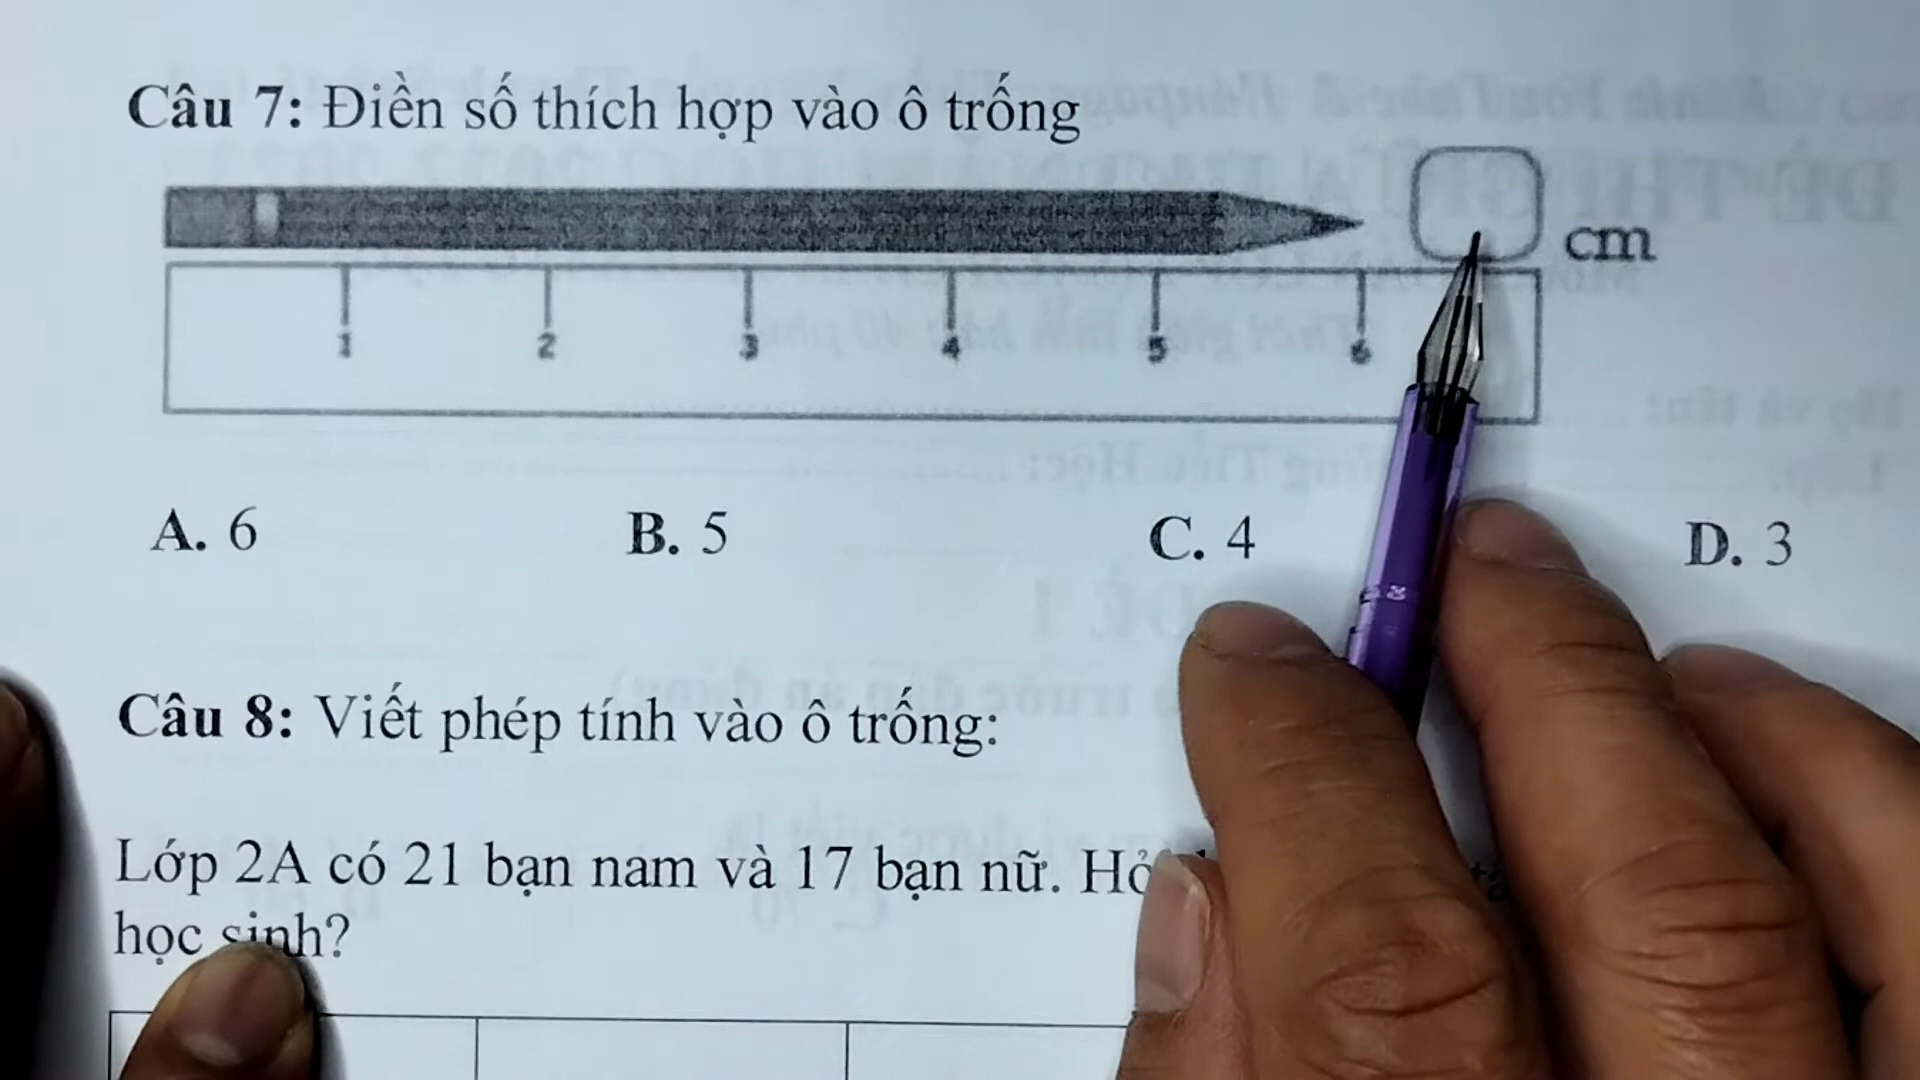 Câu 7: Điền số thích hợp vào ô trống
cm
1 2 3 4 5 6
A. 6 B. 5 C. 4 D. 3
Câu 8: Viết phép tính vào ô trống:
Lớp 2A có 21 bạn nam và 17 bạn nữ.
học sinh?